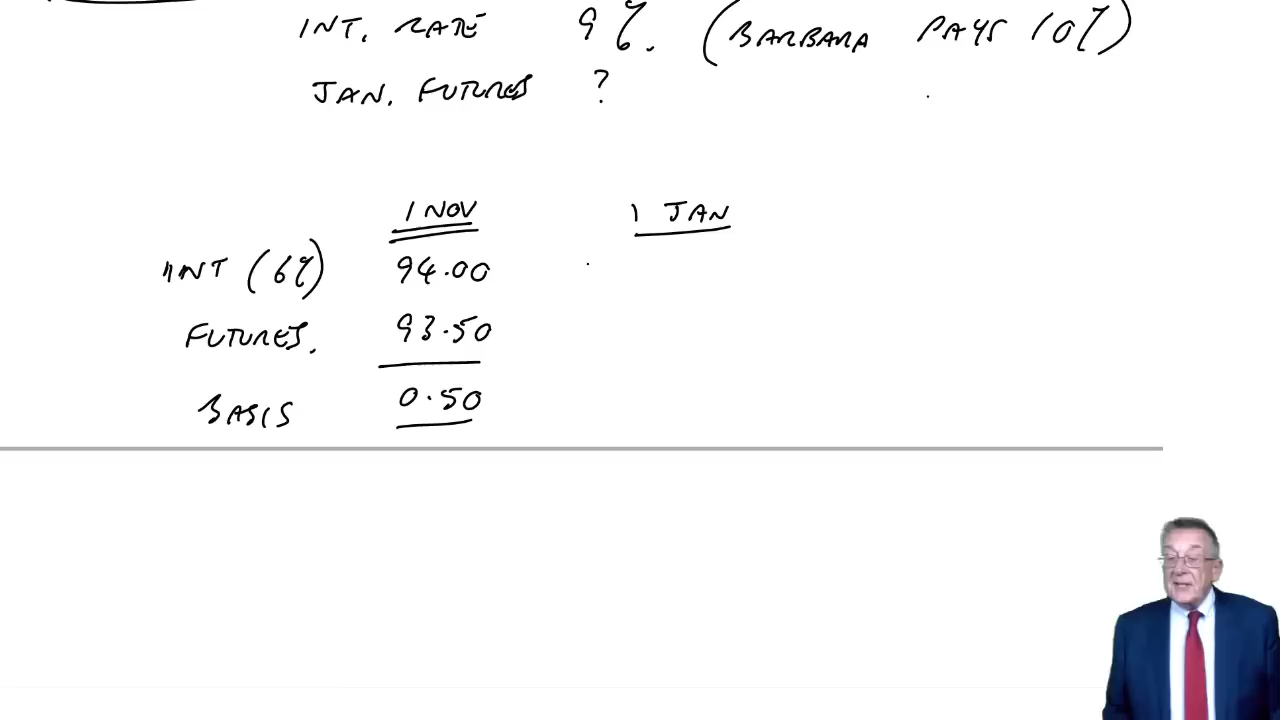 INT. RATE 9%. (BARBARA PAYS 10%)
JAN. FUTURES ?
1 NOV 1 JAN
INT (6%) 94.00
FUTURES. 93.50
BASIS 0.50